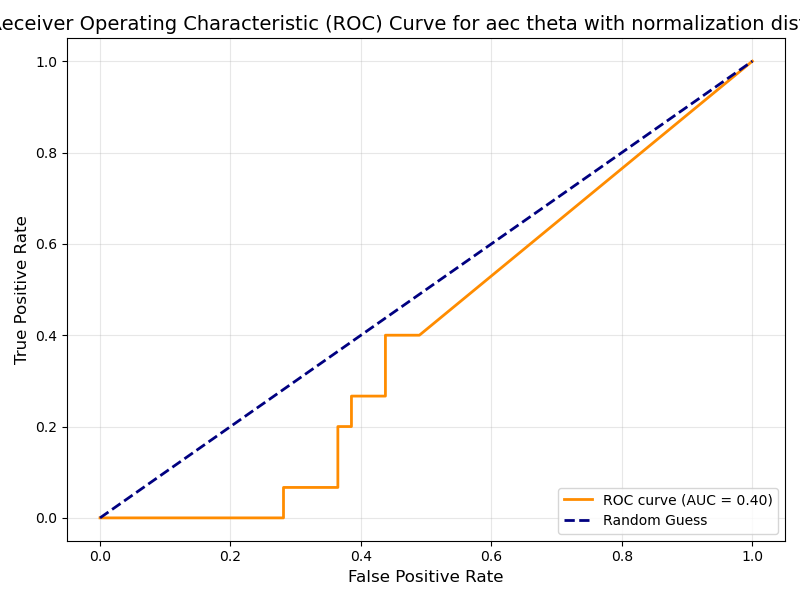 eceiver Operating Characteristic (ROC) Curve for aec theta with normalization dis
1.0
0.8
0.6
0.4
0.2
0.0
True Positive Rate
0.0 0.2 0.4 0.6 0.8 1.0
False Positive Rate
ROC curve (AUC = 0.40)
Random Guess